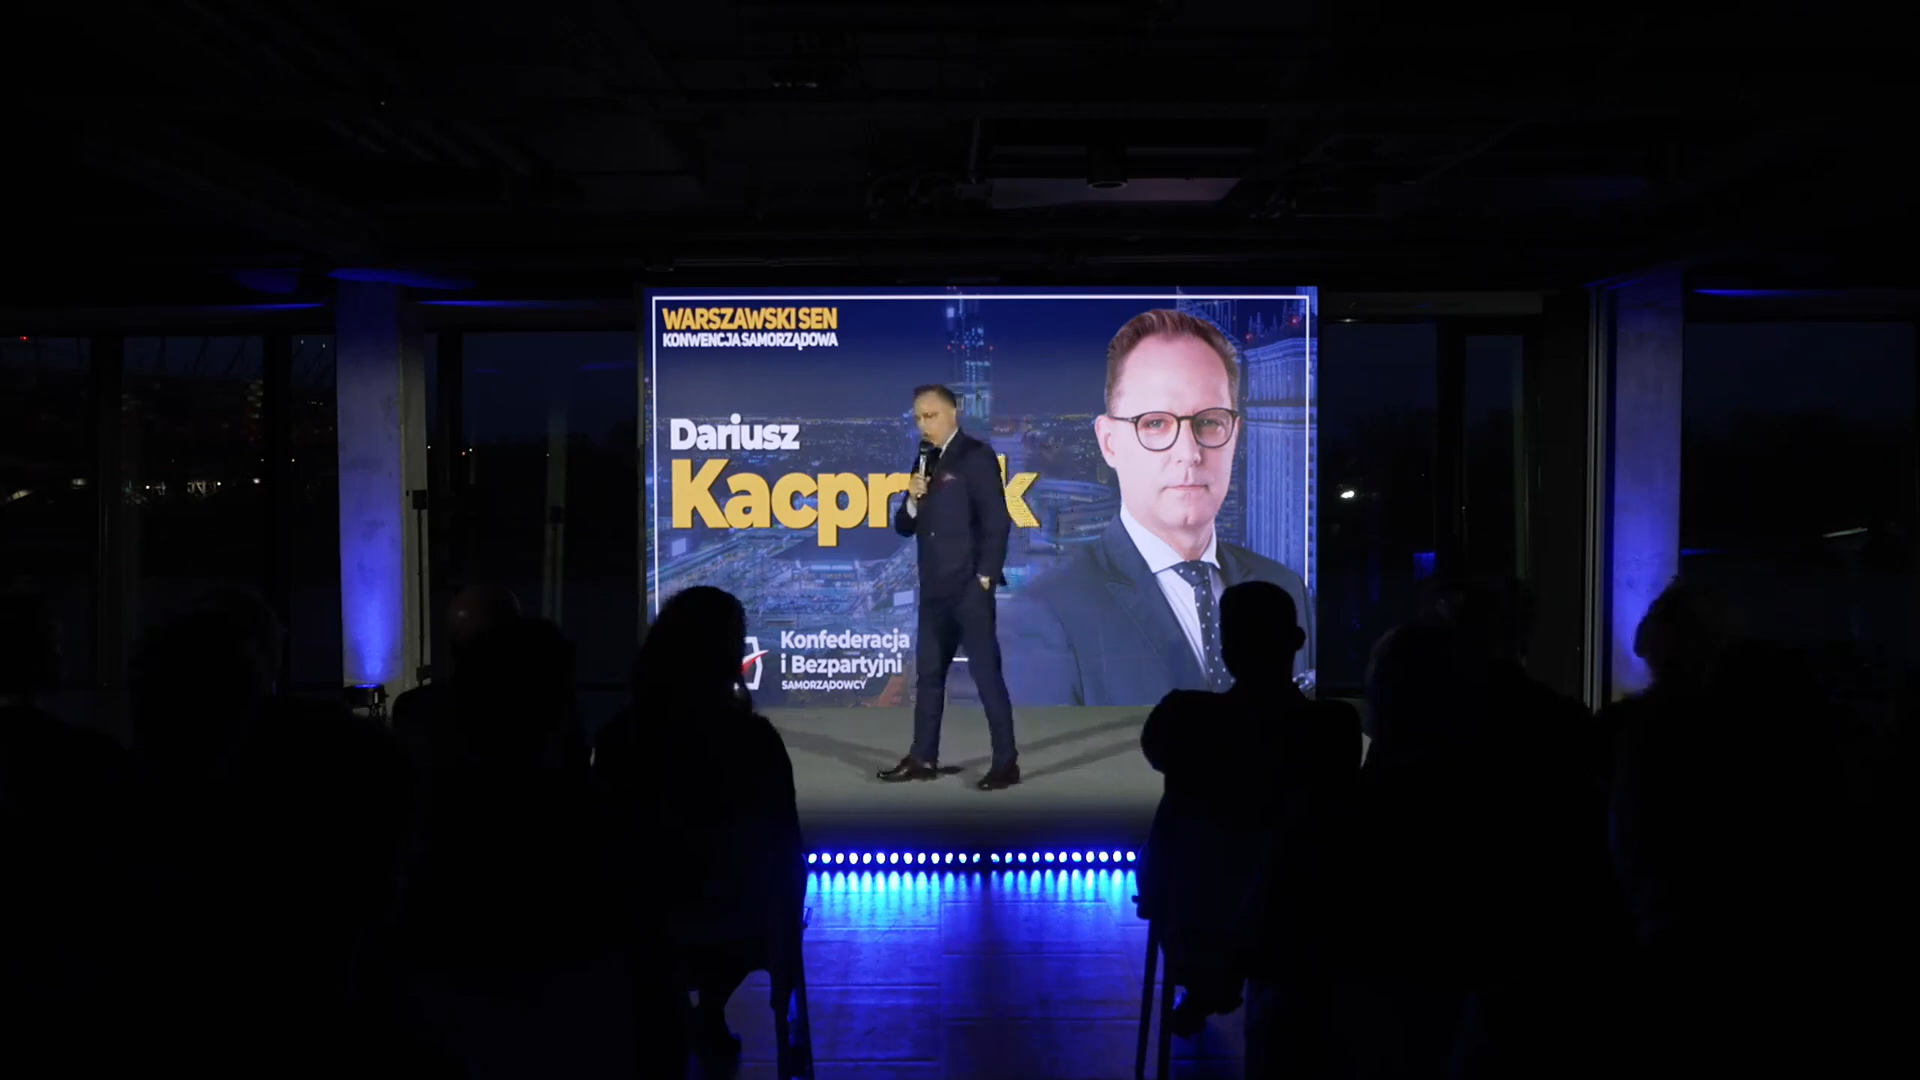 WARSZAWSKI SEN
KONWENCJA SAMORZĄDOWA
Dariusz
Konfederacja
i Bezpartyjni
SAMORZĄDOWCY